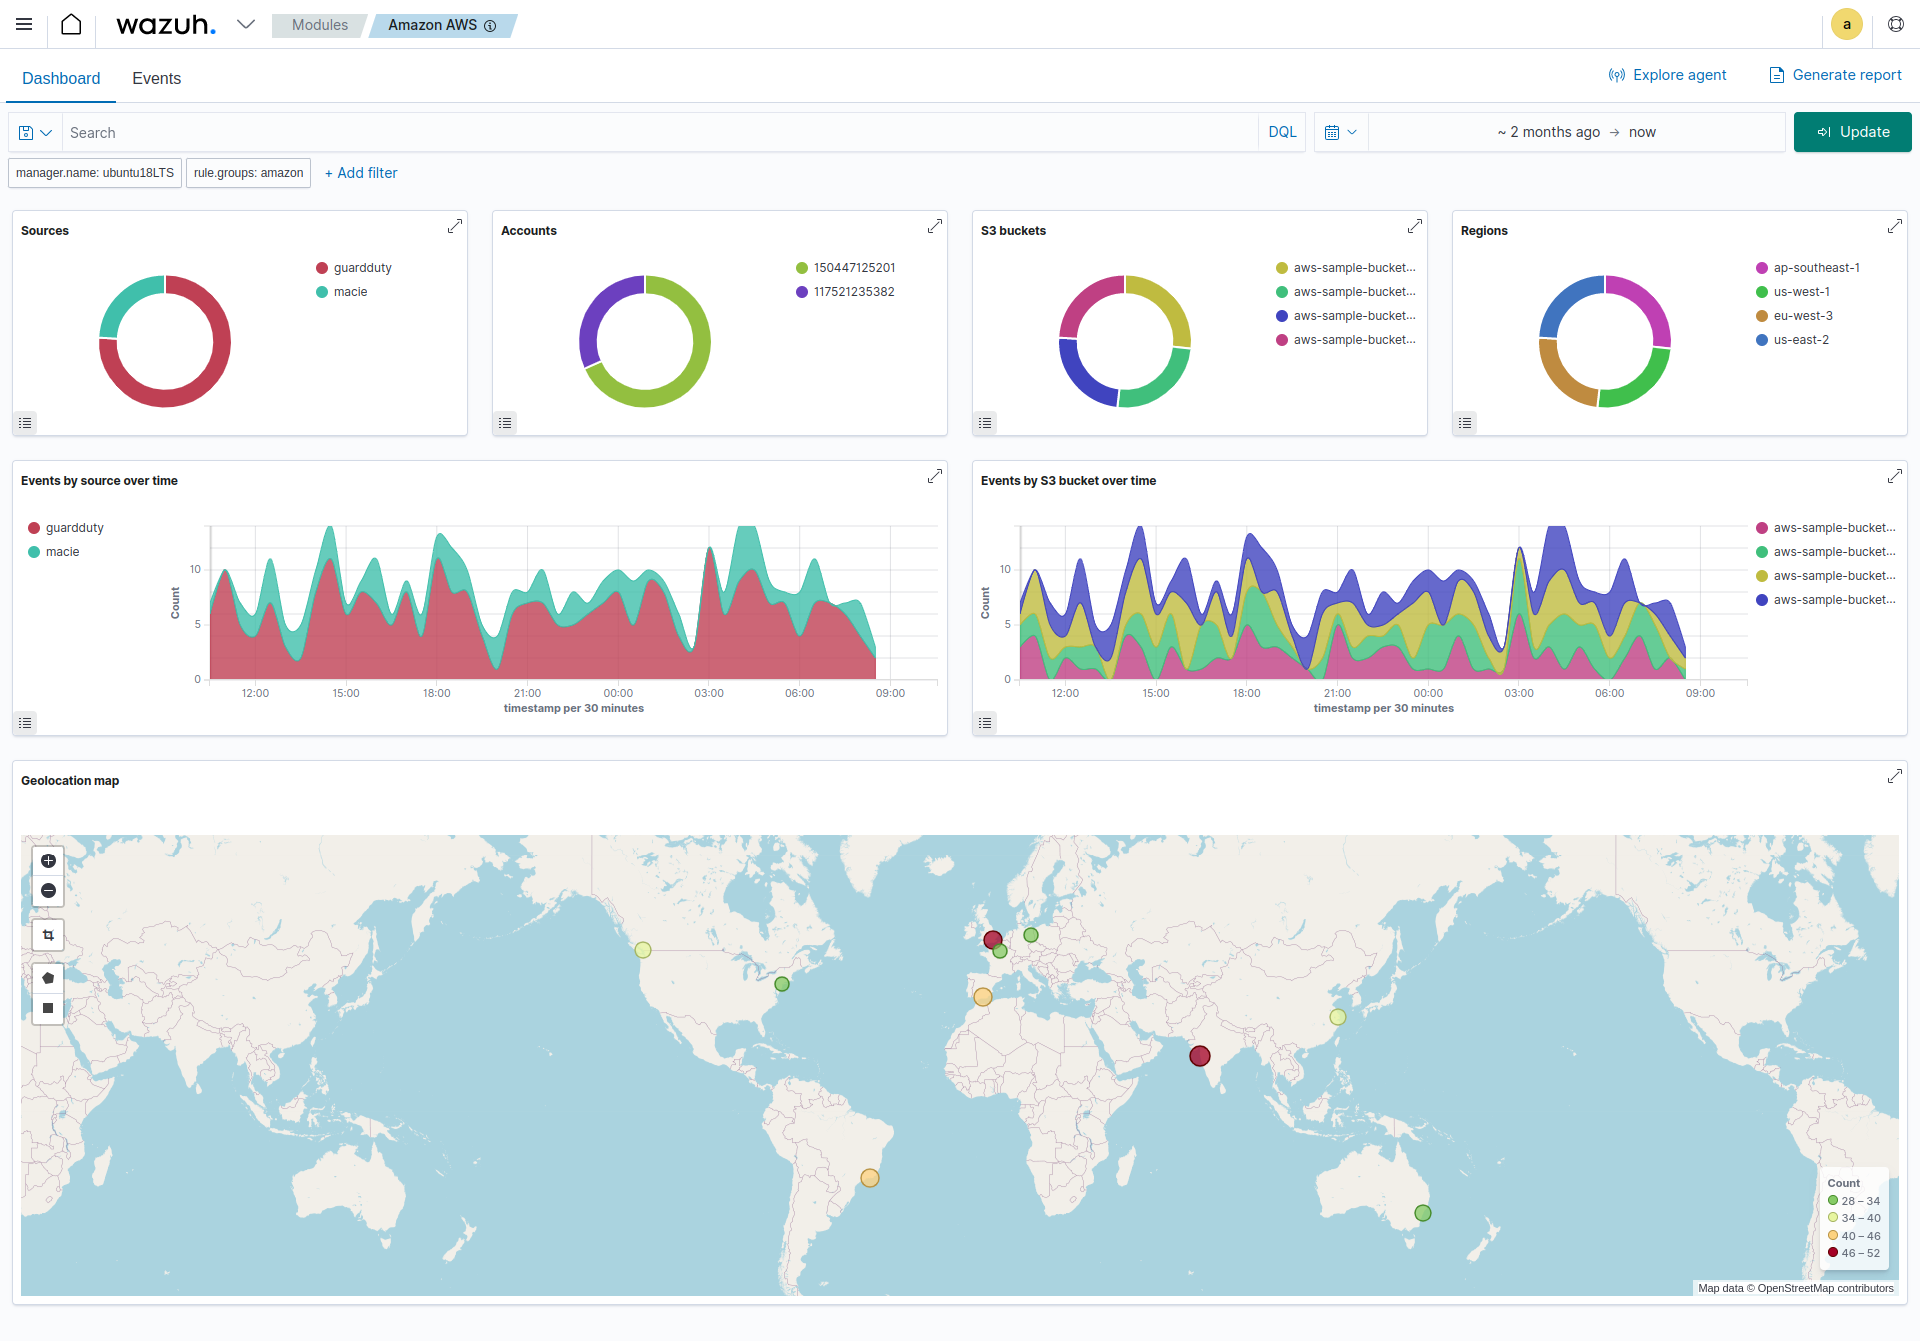 wazuh.
Modules
Amazon AWS
a
Dashboard
Events
Explore agent
Generate report
Search
DQL
~ 2 months ago → now
Update
manager.name: ubuntu18LTS
rule.groups: amazon
+ Add filter
Sources
guardduty
macie
Accounts
150447125201
117521235382
S3 buckets
aws-sample-bucket...
aws-sample-bucket...
aws-sample-bucket...
aws-sample-bucket...
Regions
ap-southeast-1
us-west-1
eu-west-3
us-east-2
Events by source over time
guardduty
macie
Count
10
5
0
12:00 15:00 18:00 21:00 00:00 03:00 06:00 09:00
timestamp per 30 minutes
Events by S3 bucket over time
Count
10
5
0
12:00 15:00 18:00 21:00 00:00 03:00 06:00 09:00
timestamp per 30 minutes
aws-sample-bucket...
aws-sample-bucket...
aws-sample-bucket...
aws-sample-bucket...
Geolocation map
Count
28 – 34
34 – 40
40 – 46
46 – 52
Map data © OpenStreetMap contributors